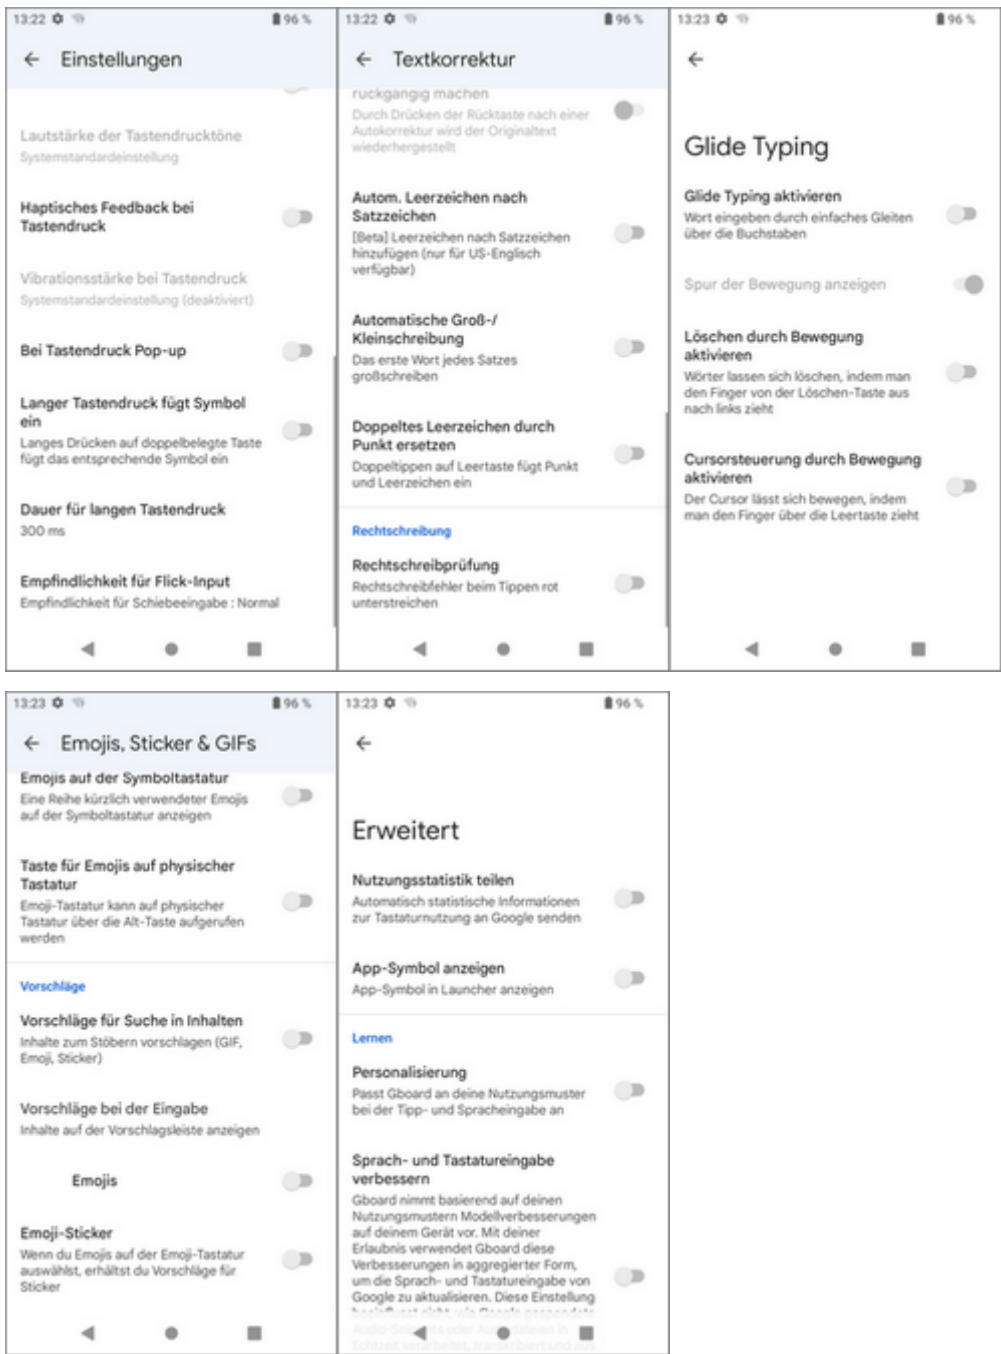 13:22 96 %
Einstellungen
Lautstärke der Tastendrucktöne
Systemstandardeinstellung
Haptisches Feedback bei
Tastendruck
Vibrationsstärke bei Tastendruck
Systemstandardeinstellung (deaktiviert)
Bei Tastendruck Pop-up
Langer Tastendruck fügt Symbol
ein
Langes Drücken auf doppelbelegte Taste
fügt das entsprechende Symbol ein
Dauer für langen Tastendruck
300 ms
Empfindlichkeit für Flick-Input
Empfindlichkeit für Schiebeeingabe : Normal
13:22 96 %
Textkorrektur
rückgängig machen
Durch Drücken der Rücktaste nach einer
Autokorrektur wird der Originaltext
wiederhergestellt
Autom. Leerzeichen nach
Satzzeichen
[Beta] Leerzeichen nach Satzzeichen
hinzufügen (nur für US-Englisch
verfügbar)
Automatische Groß-/
Kleinschreibung
Das erste Wort jedes Satzes
großschreiben
Doppeltes Leerzeichen durch
Punkt ersetzen
Doppeltippen auf Leertaste fügt Punkt
und Leerzeichen ein
Rechtschreibung
Rechtschreibprüfung
Rechtschreibfehler beim Tippen rot
unterstreichen
13:23 96 %
Glide Typing
Glide Typing aktivieren
Wort eingeben durch einfaches Gleiten
über die Buchstaben
Spur der Bewegung anzeigen
Löschen durch Bewegung
aktivieren
Wörter lassen sich löschen, indem man
den Finger von der Löschen-Taste aus
nach links zieht
Cursorsteuerung durch Bewegung
aktivieren
Der Cursor lässt sich bewegen, indem
man den Finger über die Leertaste zieht
13:23 96 %
Emojis, Sticker & GIFs
Emojis auf der Symboltastatur
Eine Reihe kürzlich verwendeter Emojis
auf der Symboltastatur anzeigen
Taste für Emojis auf physischer
Tastatur
Emoji-Tastatur kann auf physischer
Tastatur über die Alt-Taste aufgerufen
werden
Vorschläge
Vorschläge für Suche in Inhalten
Inhalte zum Stöbern vorschlagen (GIF,
Emoji, Sticker)
Vorschläge bei der Eingabe
Inhalte auf der Vorschlagsleiste anzeigen
Emojis
Emoji-Sticker
Wenn du Emojis auf der Emoji-Tastatur
auswählst, erhältst du Vorschläge für
Sticker
13:23 96 %
Erweitert
Nutzungsstatistik teilen
Automatisch statistische Informationen
zur Tastaturnutzung an Google senden
App-Symbol anzeigen
App-Symbol in Launcher anzeigen
Lernen
Personalisierung
Passt Gboard an deine Nutzungsmuster
bei der Tipp- und Spracheingabe an
Sprach- und Tastatureingabe
verbessern
Gboard nimmt basierend auf deinen
Nutzungsmustern Modellverbesserungen
auf deinem Gerät vor. Mit deiner
Erlaubnis verwendet Gboard diese
Verbesserungen in aggregierter Form,
um die Sprach- und Tastatureingabe von
Google zu aktualisieren. Diese Einstellung